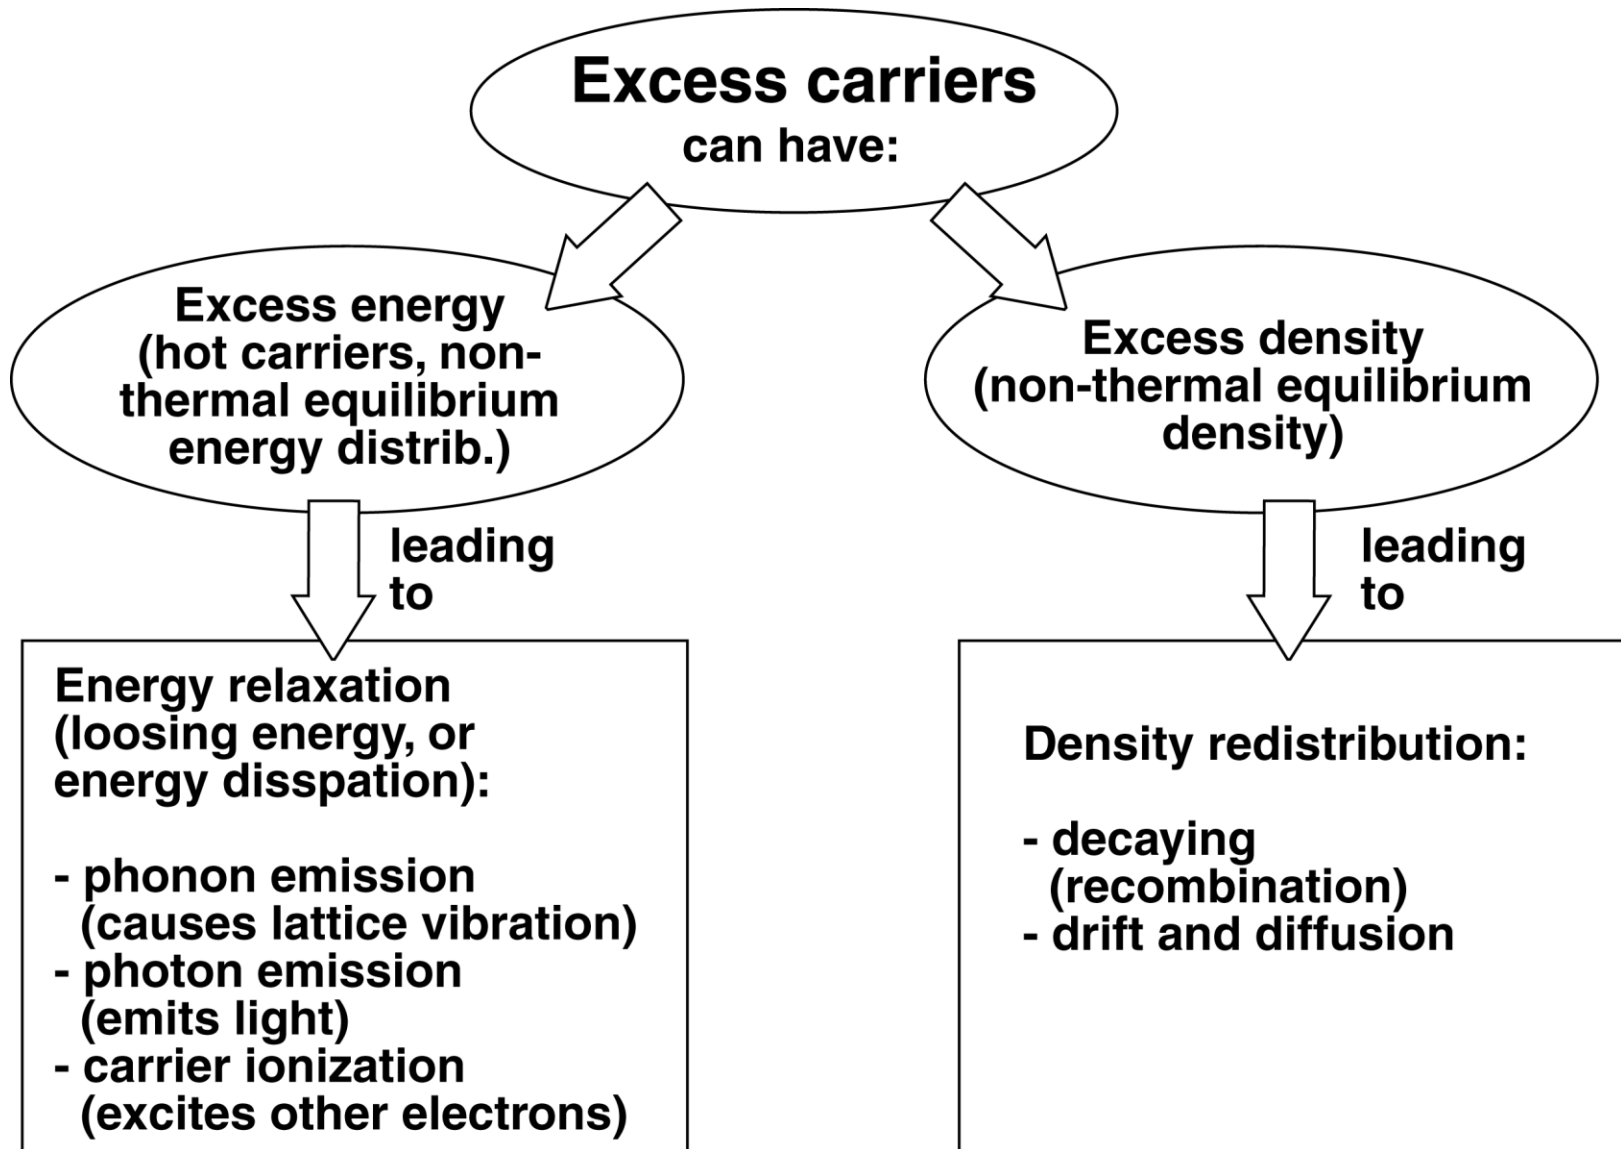 Excess carriers
can have:
Excess energy
(hot carriers, non-
thermal equilibrium
energy distrib.)
Excess density
(non-thermal equilibrium
density)
leading
to
leading
to
Energy relaxation
(loosing energy, or
energy disspation):
- phonon emission
(causes lattice vibration)
- photon emission
(emits light)
- carrier ionization
(excites other electrons)
Density redistribution:
- decaying
(recombination)
- drift and diffusion